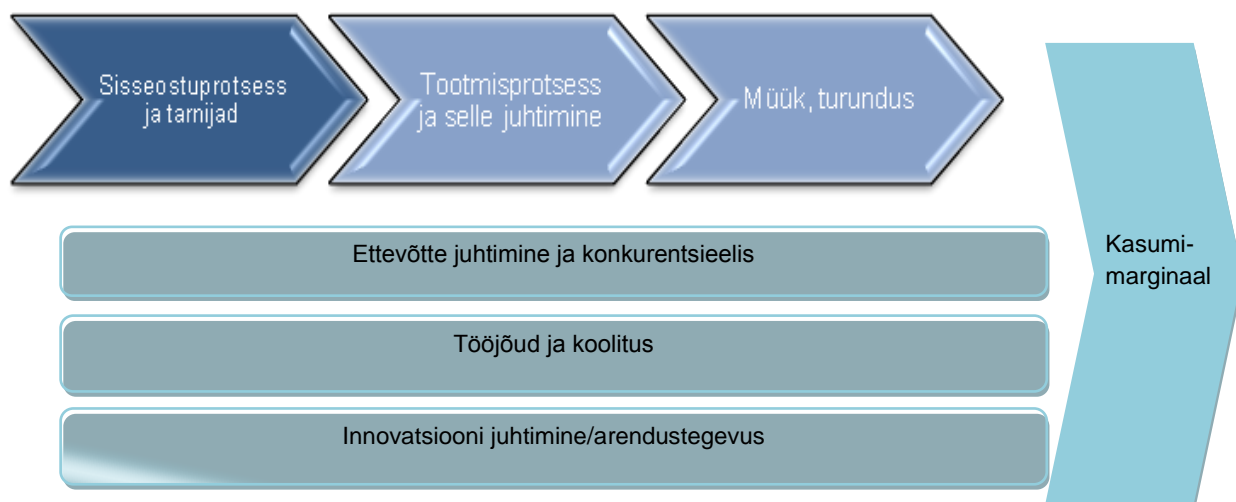 Sisseostuprotsess
ja tarnijad
Tootmisprotsess
ja selle juhtimine
Müük, turundus
Ettevõtte juhtimine ja konkurentsieelis
Tööjõud ja koolitus
Innovatsiooni juhtimine/arendustegevus
Kasumi-
marginaal